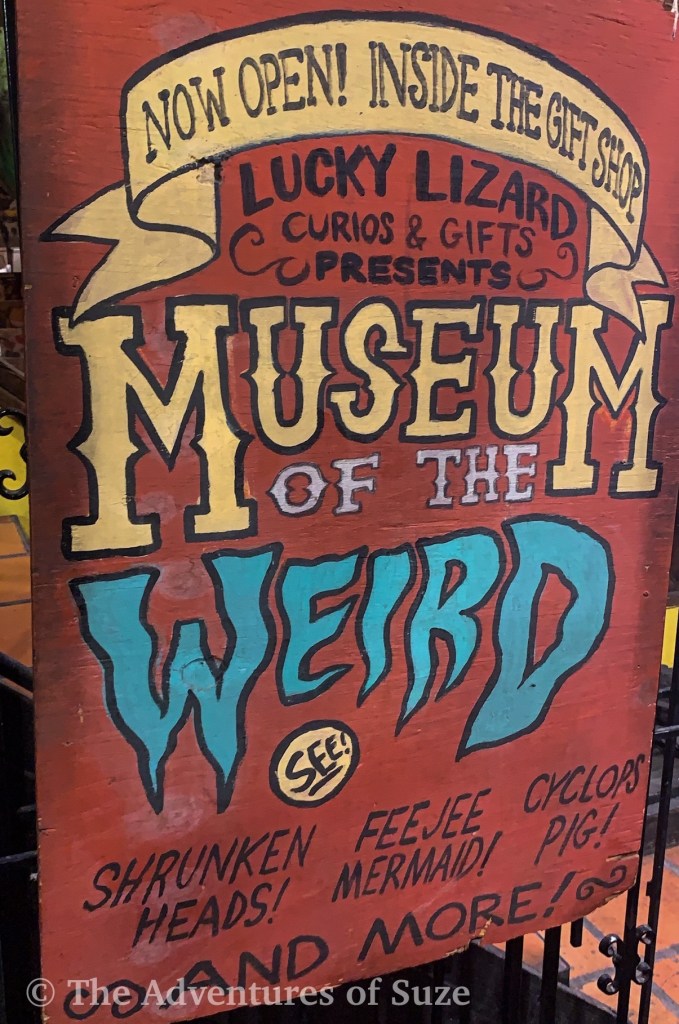 NOW OPEN! INSIDE THE GIFT SHOP
LUCKY LIZARD
CURIOS & GIFTS
PRESENTS
MUSEUM
OF THE
WEIRD
SEE!
SHRUNKEN HEADS!
FEEJEE MERMAID!
CYCLOPS PIG!
AND MORE!
© The Adventures of Suze